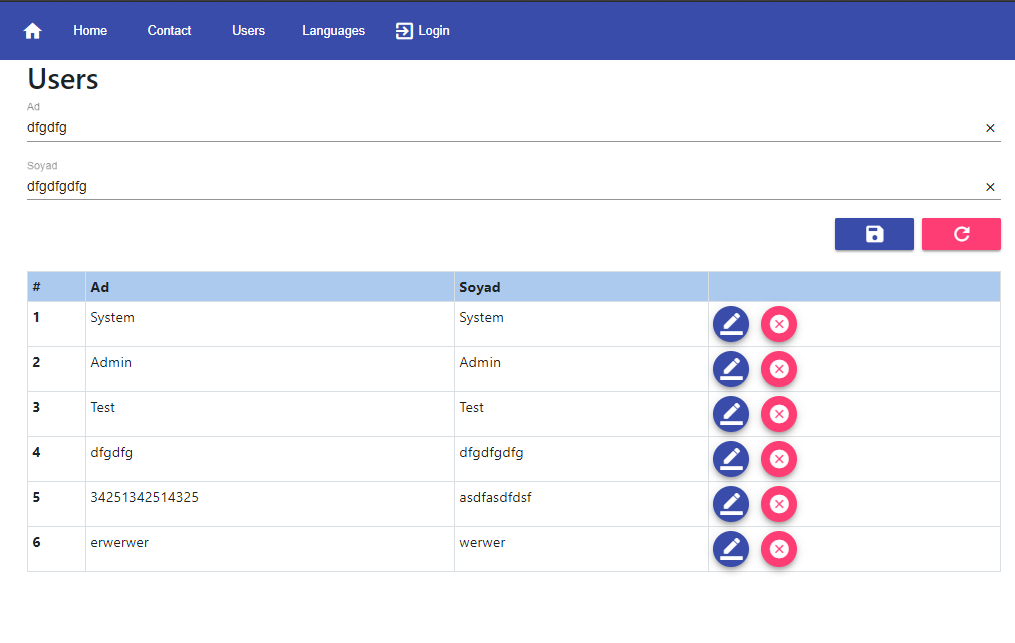 Home Contact Users Languages Login
Users
Ad
dfgdfg
Soyad
dfgdfgdfg
# Ad Soyad
1 System System
2 Admin Admin
3 Test Test
4 dfgdfg dfgdfgdfg
5 34251342514325 asdfasdfdsf
6 erwerwer werwer